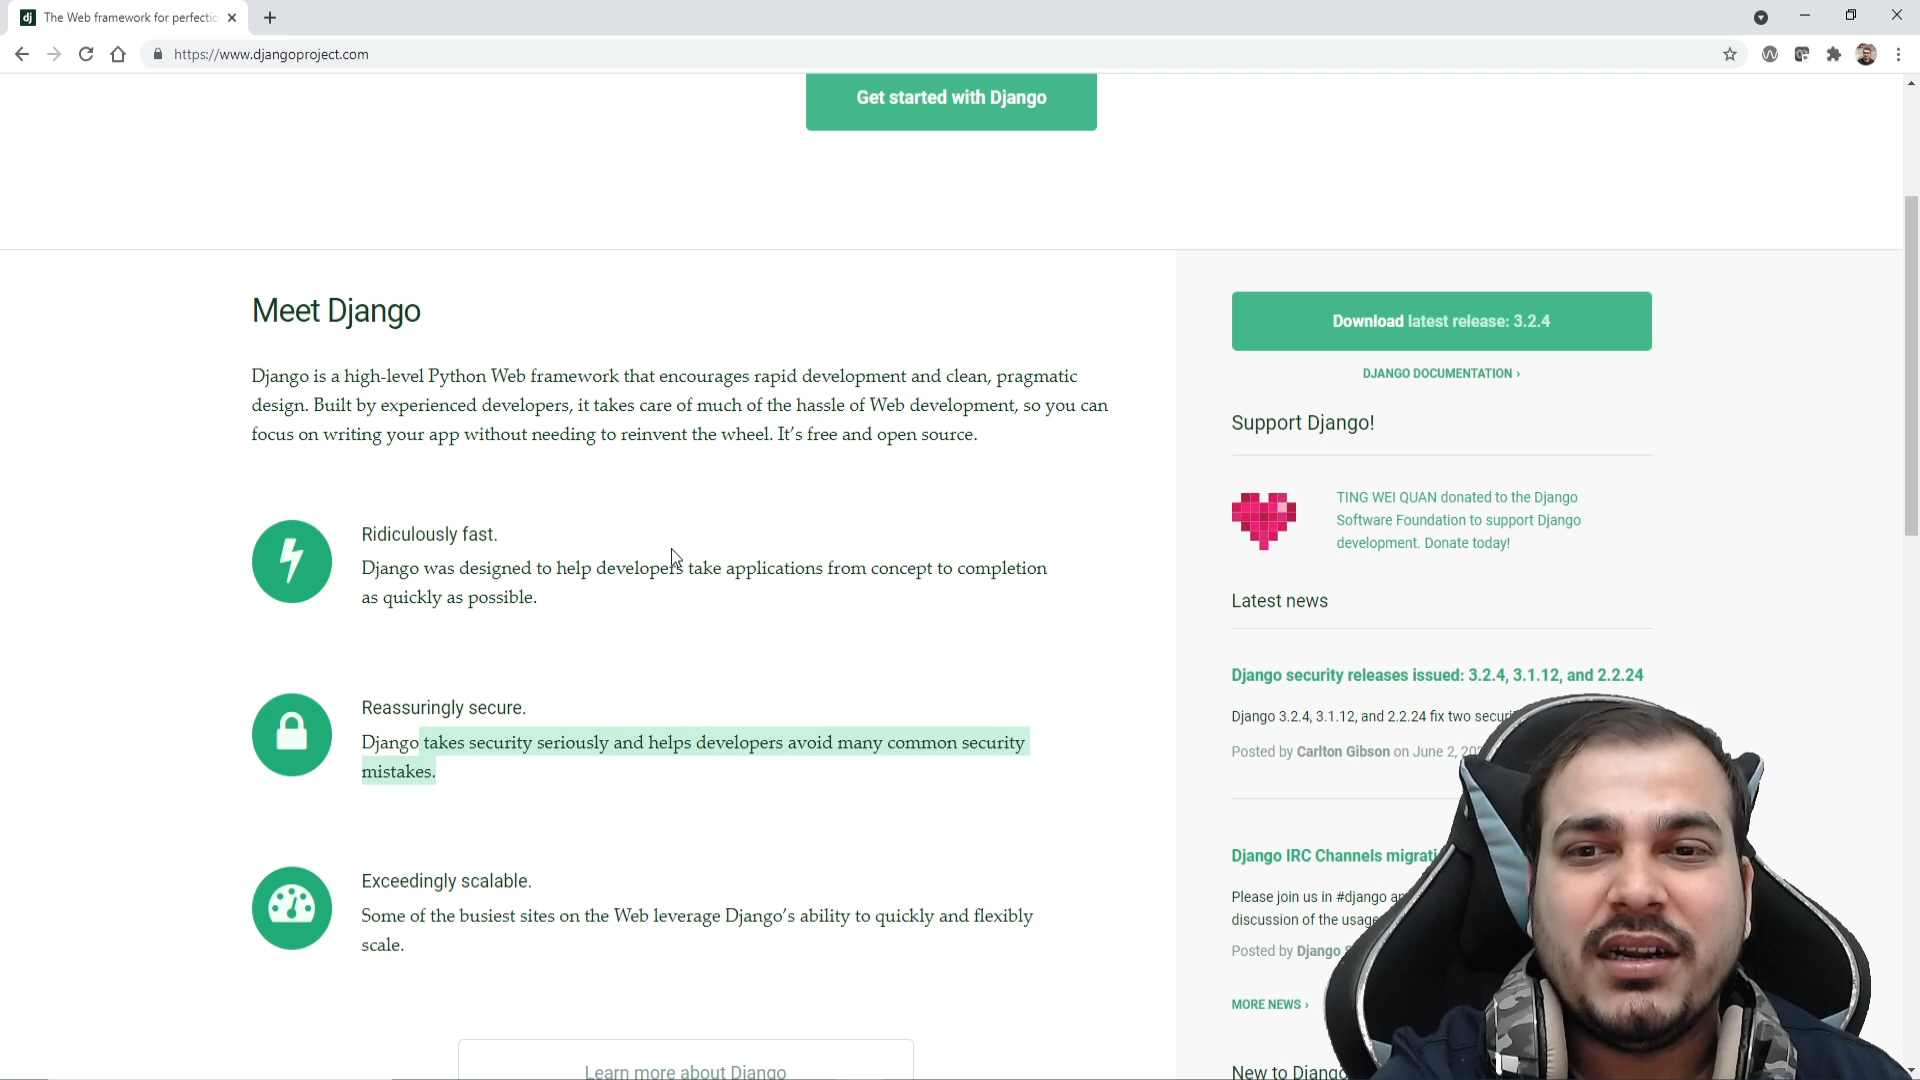 The Web framework for perfectio
https://www.djangoproject.com
Get started with Django
Meet Django
Django is a high-level Python Web framework that encourages rapid development and clean, pragmatic
design. Built by experienced developers, it takes care of much of the hassle of Web development, so you can
focus on writing your app without needing to reinvent the wheel. It's free and open source.
Ridiculously fast.
Django was designed to help developers take applications from concept to completion
as quickly as possible.
Reassuringly secure.
Django takes security seriously and helps developers avoid many common security
mistakes.
Exceedingly scalable.
Some of the busiest sites on the Web leverage Django's ability to quickly and flexibly
scale.
Learn more about Django
Download latest release: 3.2.4
DJANGO DOCUMENTATION ›
Support Django!
TING WEI QUAN donated to the Django
Software Foundation to support Django
development. Donate today!
Latest news
Django security releases issued: 3.2.4, 3.1.12, and 2.2.24
Django 3.2.4, 3.1.12, and 2.2.24 fix two
Posted by Carlton Gibson on June 2,
Django IRC Channels
Please join us in #django
discussion of the
Posted by Django
MORE NEWS ›
New to Django